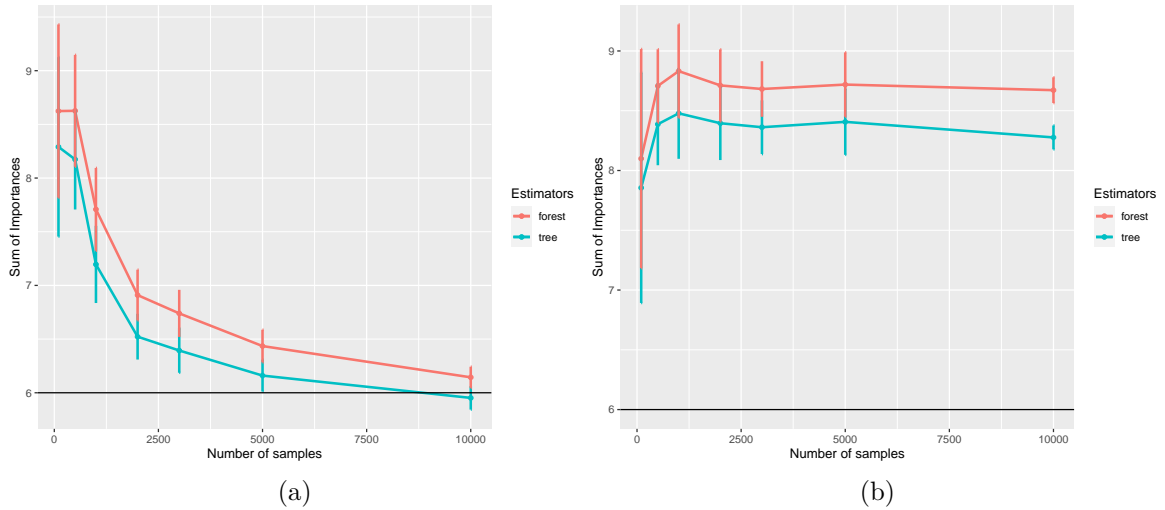 9
8
7
6
Sum of Importances
0
2500
5000
7500
10000
Number of samples
Estimators
forest
tree
(a)
9
8
7
6
Sum of Importances
0
2500
5000
7500
10000
Number of samples
Estimators
forest
tree
(b)